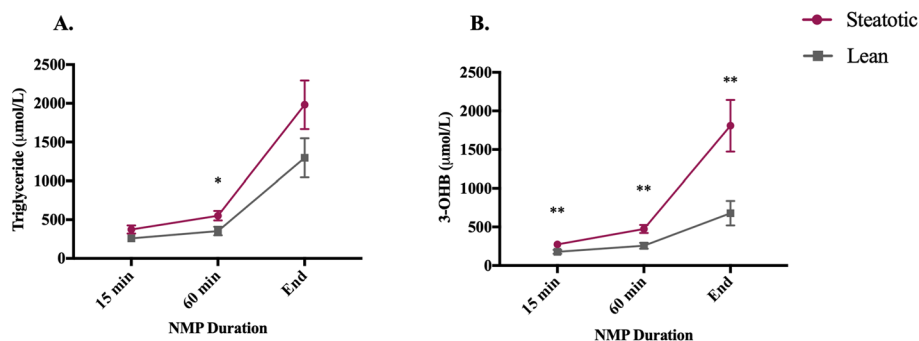 A.
B.
Steatotic
Lean
2500
2000
1500
1000
500
0
Triglyceride (μmol/L)
*
15 min
60 min
End
NMP Duration
2500
2000
1500
1000
500
0
3-OHB (μmol/L)
**
**
**
15 min
60 min
End
NMP Duration